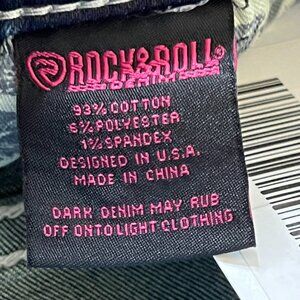 ROCK & ROLL
DENIM
93% COTTON
6% POLYESTER
1% SPANDEX
DESIGNED IN U.S.A.
MADE IN CHINA
DARK DENIM MAY RUB
OFF ONTO LIGHT CLOTHING